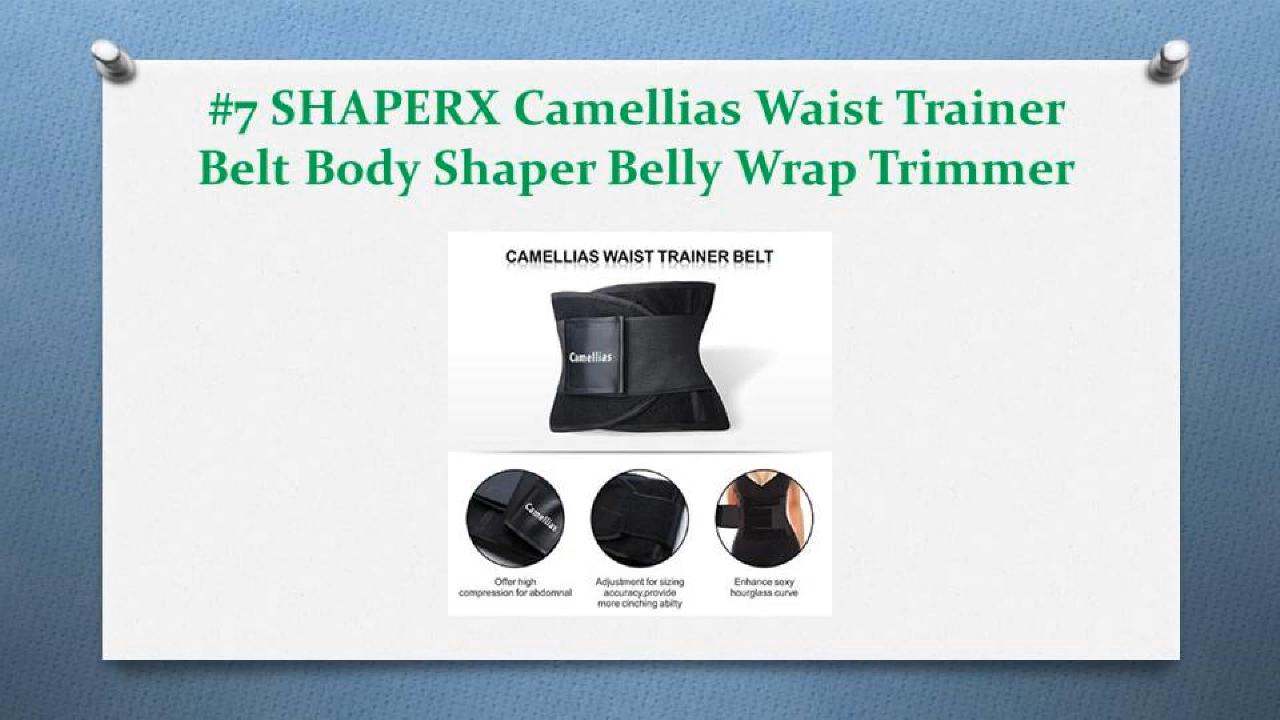 #7 SHAPERX Camellias Waist Trainer
Belt Body Shaper Belly Wrap Trimmer
CAMELLIAS WAIST TRAINER BELT
Camellias
Camellias
Offer high
compression for abdomnal
Adjustment for sizing
accuracy,provide
more cinching abilty
Enhance sexy
hourglass curve